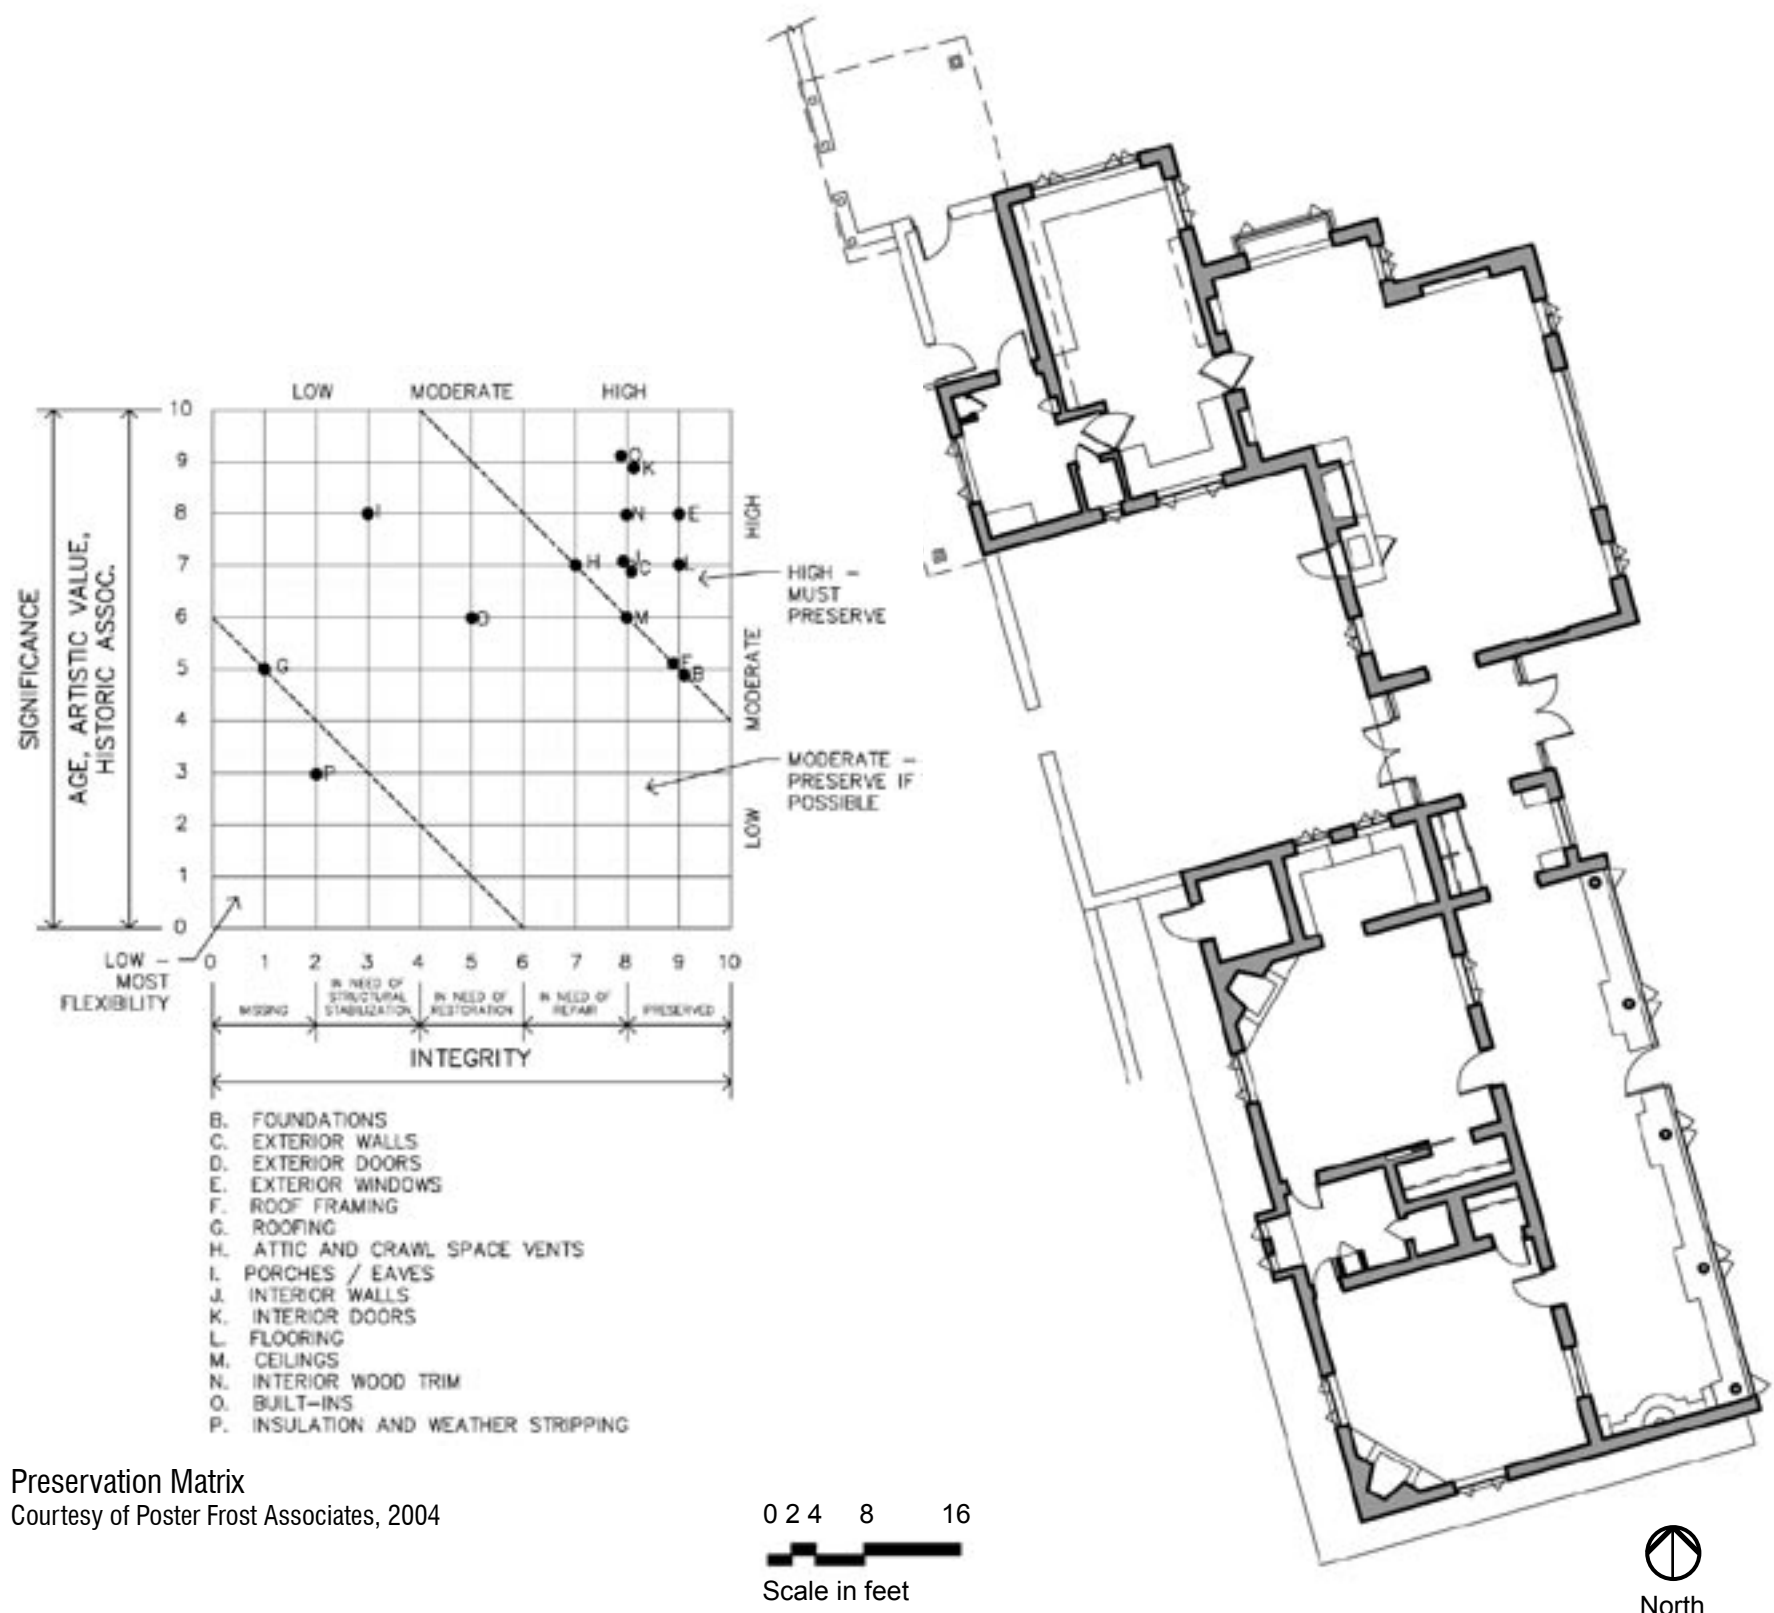 LOW MODERATE HIGH
10
9
8
7
6
5
4
3
2
1
0
SIGNIFICANCE
AGE, ARTISTIC VALUE,
HISTORIC ASSOC.
O
K
I
N
E
H
J
C
L
D
M
F
B
G
P
HIGH
MODERATE
LOW
HIGH –
MUST
PRESERVE
MODERATE –
PRESERVE IF
POSSIBLE
LOW –
MOST
FLEXIBILITY
0 1 2 3 4 5 6 7 8 9 10
MISSING
IN NEED OF
STRUCTURAL
STABILIZATION
IN NEED OF
RESTORATION
IN NEED OF
REPAIR
PRESERVED
INTEGRITY
B. FOUNDATIONS
C. EXTERIOR WALLS
D. EXTERIOR DOORS
E. EXTERIOR WINDOWS
F. ROOF FRAMING
G. ROOFING
H. ATTIC AND CRAWL SPACE VENTS
I. PORCHES / EAVES
J. INTERIOR WALLS
K. INTERIOR DOORS
L. FLOORING
M. CEILINGS
N. INTERIOR WOOD TRIM
O. BUILT-INS
P. INSULATION AND WEATHER STRIPPING
Preservation Matrix
Courtesy of Poster Frost Associates, 2004
0 2 4 8 16
Scale in feet
North